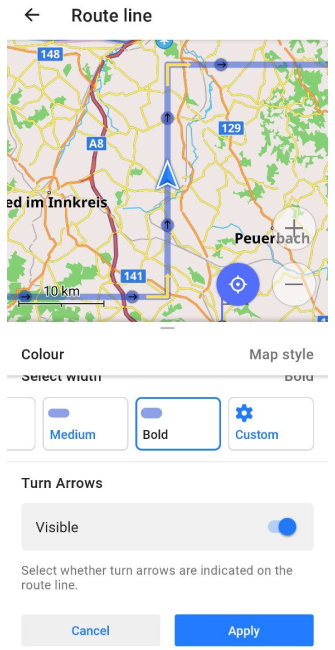 Route line
148
A8
129
ed im Innkreis
Peuerbach
141
10 km
Colour
Map style
Select width
Bold
Medium
Bold
Custom
Turn Arrows
Visible
Select whether turn arrows are indicated on the
route line.
Cancel
Apply